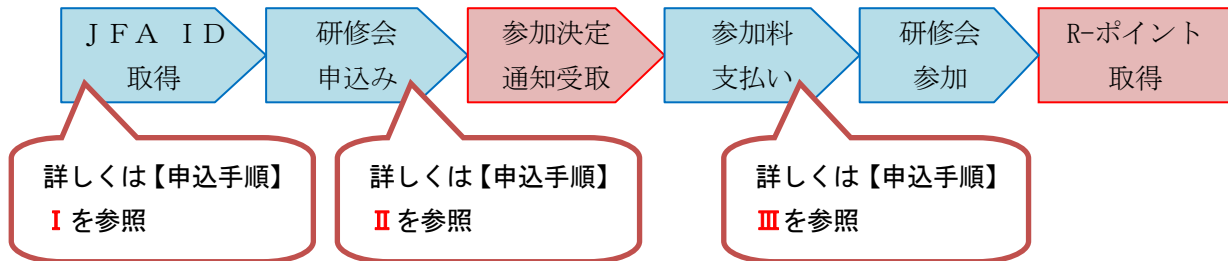 ＪＦＡ ＩＤ
取得
研修会
申込み
参加決定
通知受取
参加料
支払い
研修会
参加
R-ポイント
取得
詳しくは【申込手順】
Ⅰを参照
詳しくは【申込手順】
Ⅱを参照
詳しくは【申込手順】
Ⅲを参照